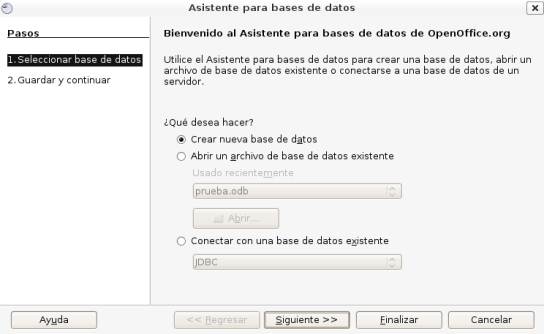 Asistente para bases de datos
Pasos
1. Seleccionar base de datos
2. Guardar y continuar
Bienvenido al Asistente para bases de datos de OpenOffice.org
Utilice el Asistente para bases de datos para crear una base de datos, abrir un
archivo de base de datos existente o conectarse a una base de datos de un
servidor.
¿Qué desea hacer?
Crear nueva base de datos
Abrir un archivo de base de datos existente
Usado recientemente
prueba.odb
Abrir...
Conectar con una base de datos existente
JDBC
Ayuda
<< Regresar
Siguiente >>
Finalizar
Cancelar